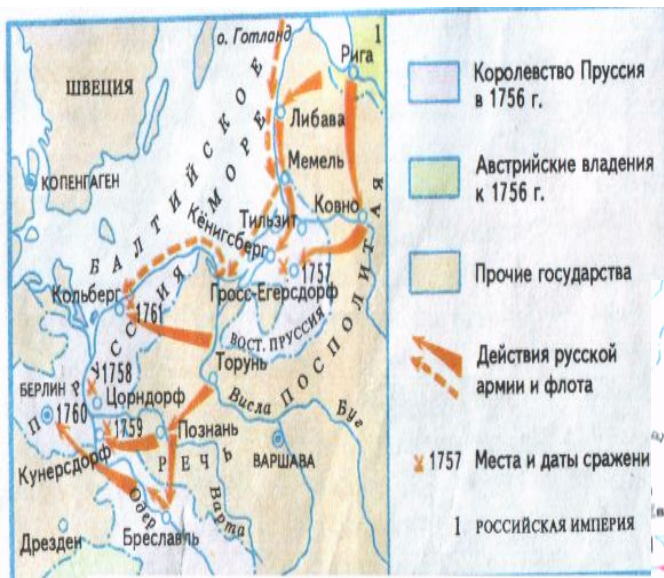 о. Готланд
1
Рига
ШВЕЦИЯ
Либава
БАЛТИЙСКОЕ МОРЕ
Мемель
КОПЕНГАГЕН
Тильзит
Ковно
Кёнигсберг
1757
Гросс-Егерсдорф
Кольберг
1761
ВОСТ. ПРУССИЯ
ПРУССИЯ
Торунь
1758
БЕРЛИН
1760
Цорндорф
Висла
Буг
1759
Познань
ВАРШАВА
Кунерсдорф
РЕЧЬ ПОСПОЛИТАЯ
Одер
Варта
Бреславль
Дрезден
Королевство Пруссия
в 1756 г.
Австрийские владения
к 1756 г.
Прочие государства
Действия русской
армии и флота
1757 Места и даты сражени
1 РОССИЙСКАЯ ИМПЕРИЯ